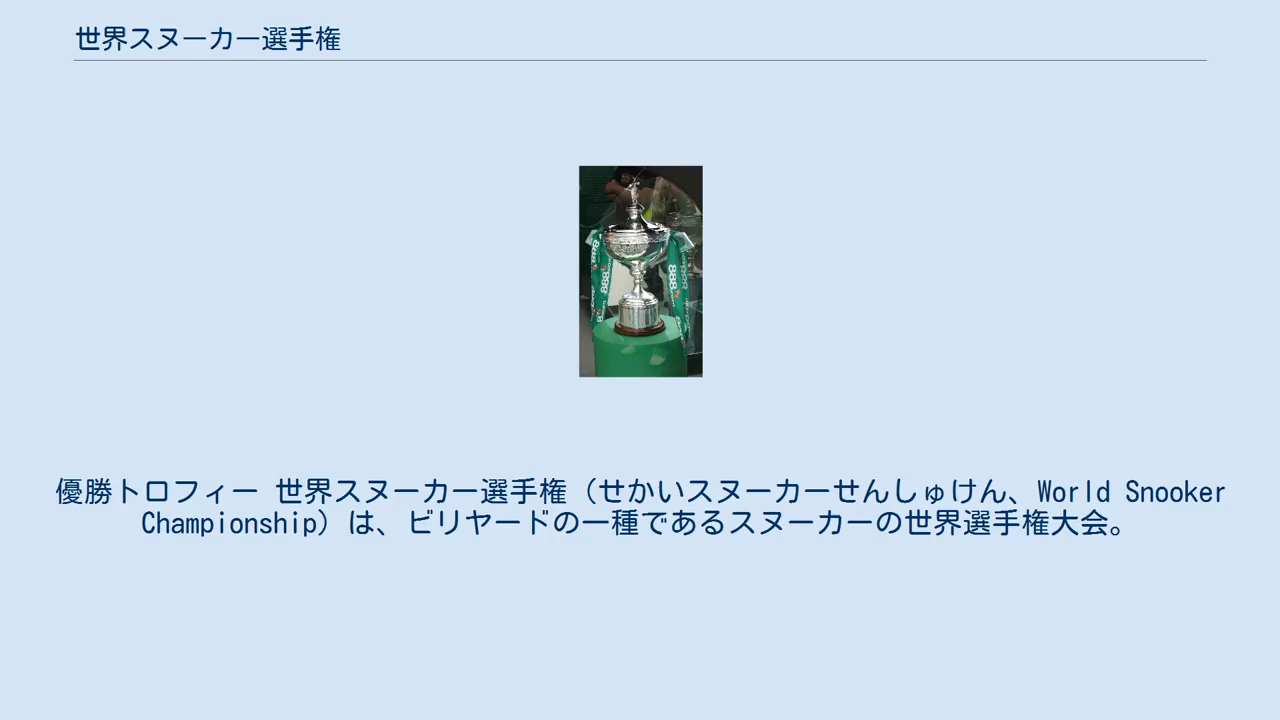 世界スヌーカー選手権
888
888
優勝トロフィー 世界スヌーカー選手権（せかいスヌーカーせんしゅけん、World Snooker
Championship）は、ビリヤードの一種であるスヌーカーの世界選手権大会。